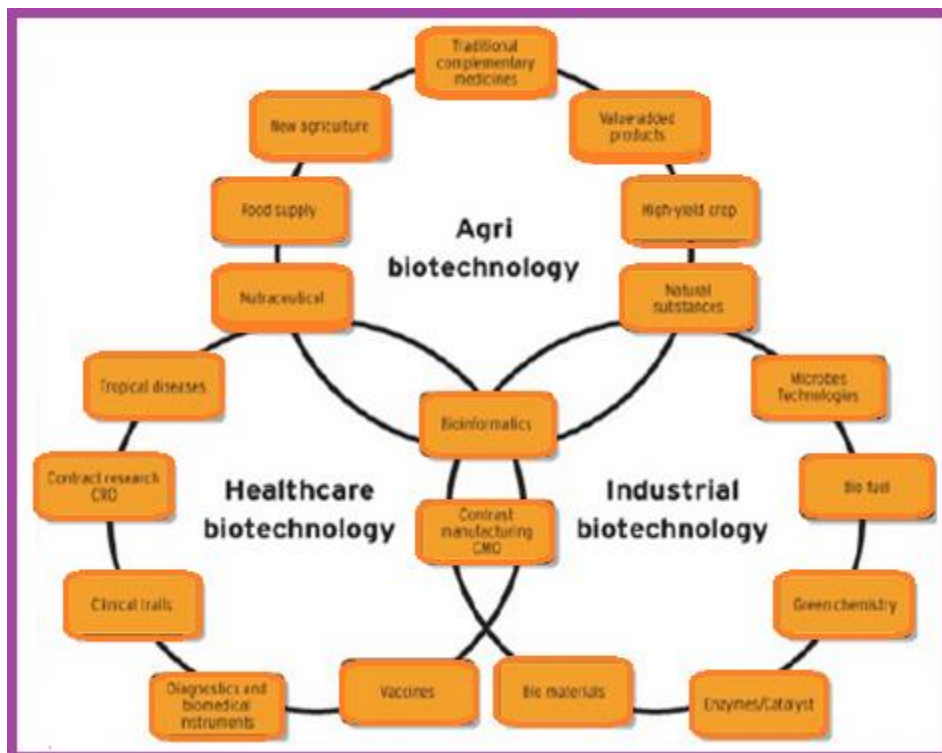 Traditional
complementary
medicines
New agriculture
Value-added
products
Food supply
High-yield crop
Agri
biotechnology
Nutraceutical
Natural
substances
Tropical diseases
Microbes
Technologies
Bioinformatics
Contract research
CRO
Healthcare
biotechnology
Contrast
manufacturing
CMO
Industrial
biotechnology
Bio fuel
Clinical trails
Green chemistry
Diagnostics and
biomedical
instruments
Vaccines
Bio materials
Enzymes/Catalyst